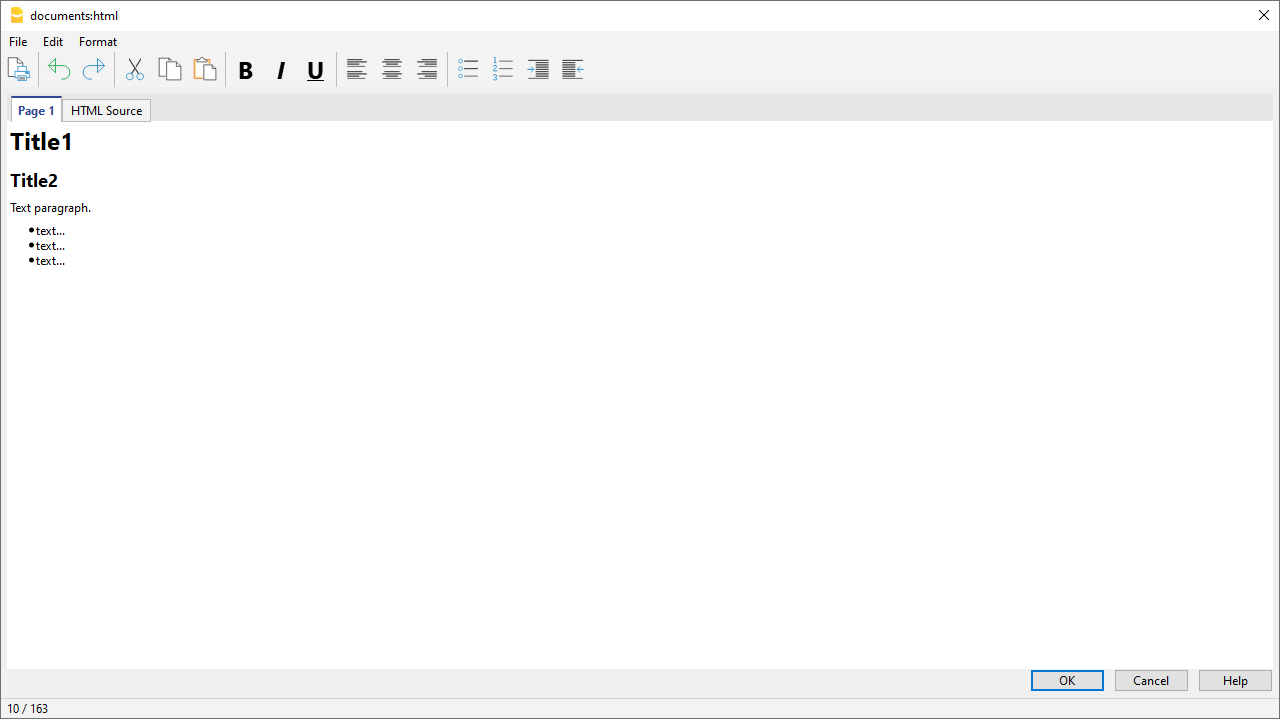 documents:html
File Edit Format
B I U
Page 1 HTML Source
Title1
Title2
Text paragraph.
•text...
•text...
•text...
OK Cancel Help
10 / 163